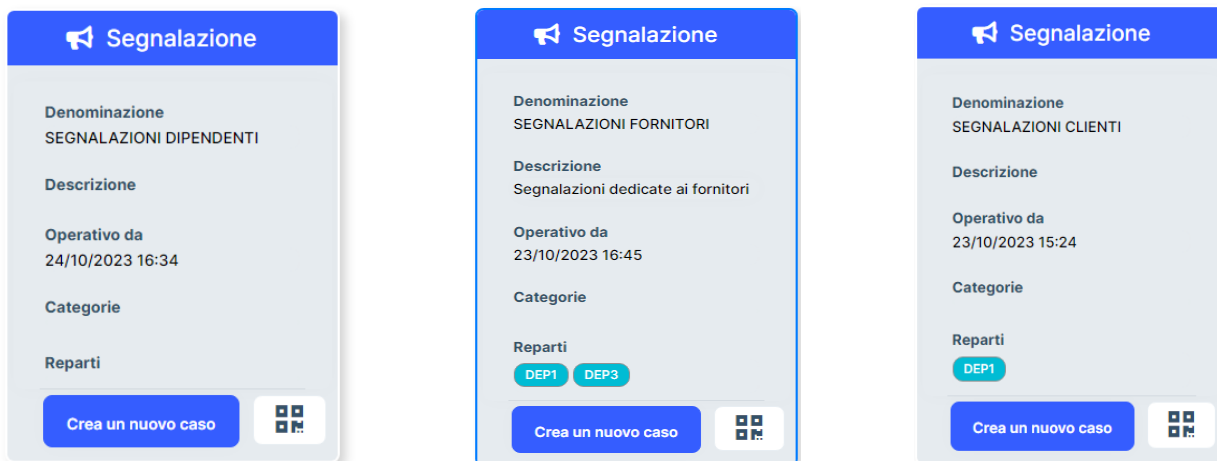 Segnalazione
Denominazione
SEGNALAZIONI DIPENDENTI
Descrizione
Operativo da
24/10/2023 16:34
Categorie
Reparti
Crea un nuovo caso
Segnalazione
Denominazione
SEGNALAZIONI FORNITORI
Descrizione
Segnalazioni dedicate ai fornitori
Operativo da
23/10/2023 16:45
Categorie
Reparti
DEP1 DEP3
Crea un nuovo caso
Segnalazione
Denominazione
SEGNALAZIONI CLIENTI
Descrizione
Operativo da
23/10/2023 15:24
Categorie
Reparti
DEP1
Crea un nuovo caso